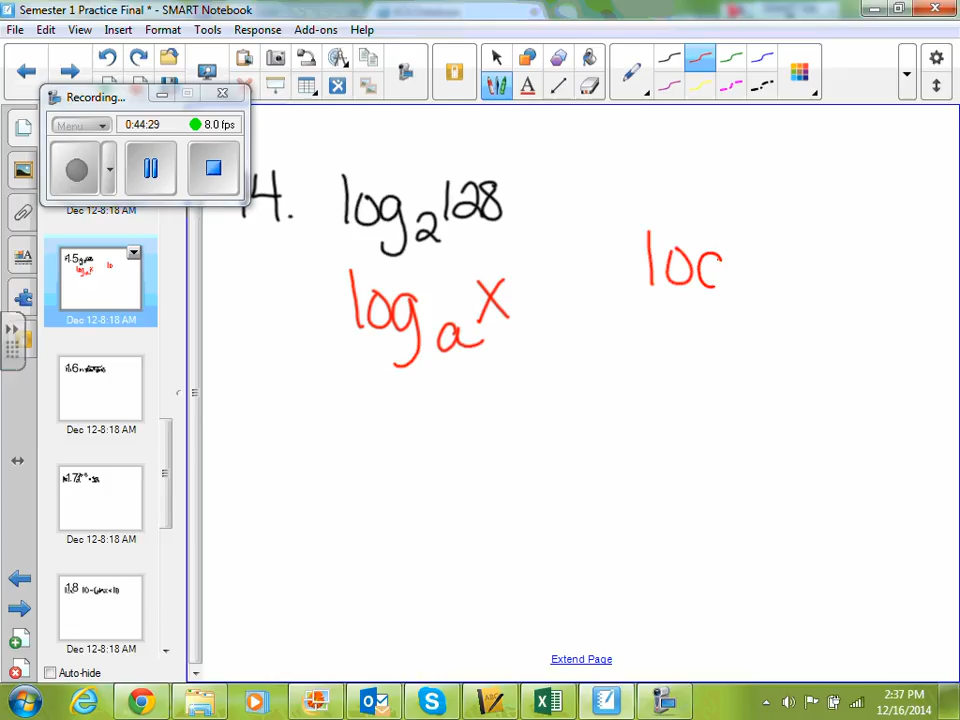 Semester 1 Practice Final * - SMART Notebook
File Edit View Insert Format Tools Response Add-ons Help
Recording...
Menu 0:44:29 8.0 fps
Dec 12-8:18 AM
4. log₂128
logₐx
loc
Dec 12-8:18 AM
Dec 12-8:18 AM
Dec 12-8:18 AM
Dec 12-8:18 AM
Extend Page
Auto-hide
2:37 PM
12/16/2014